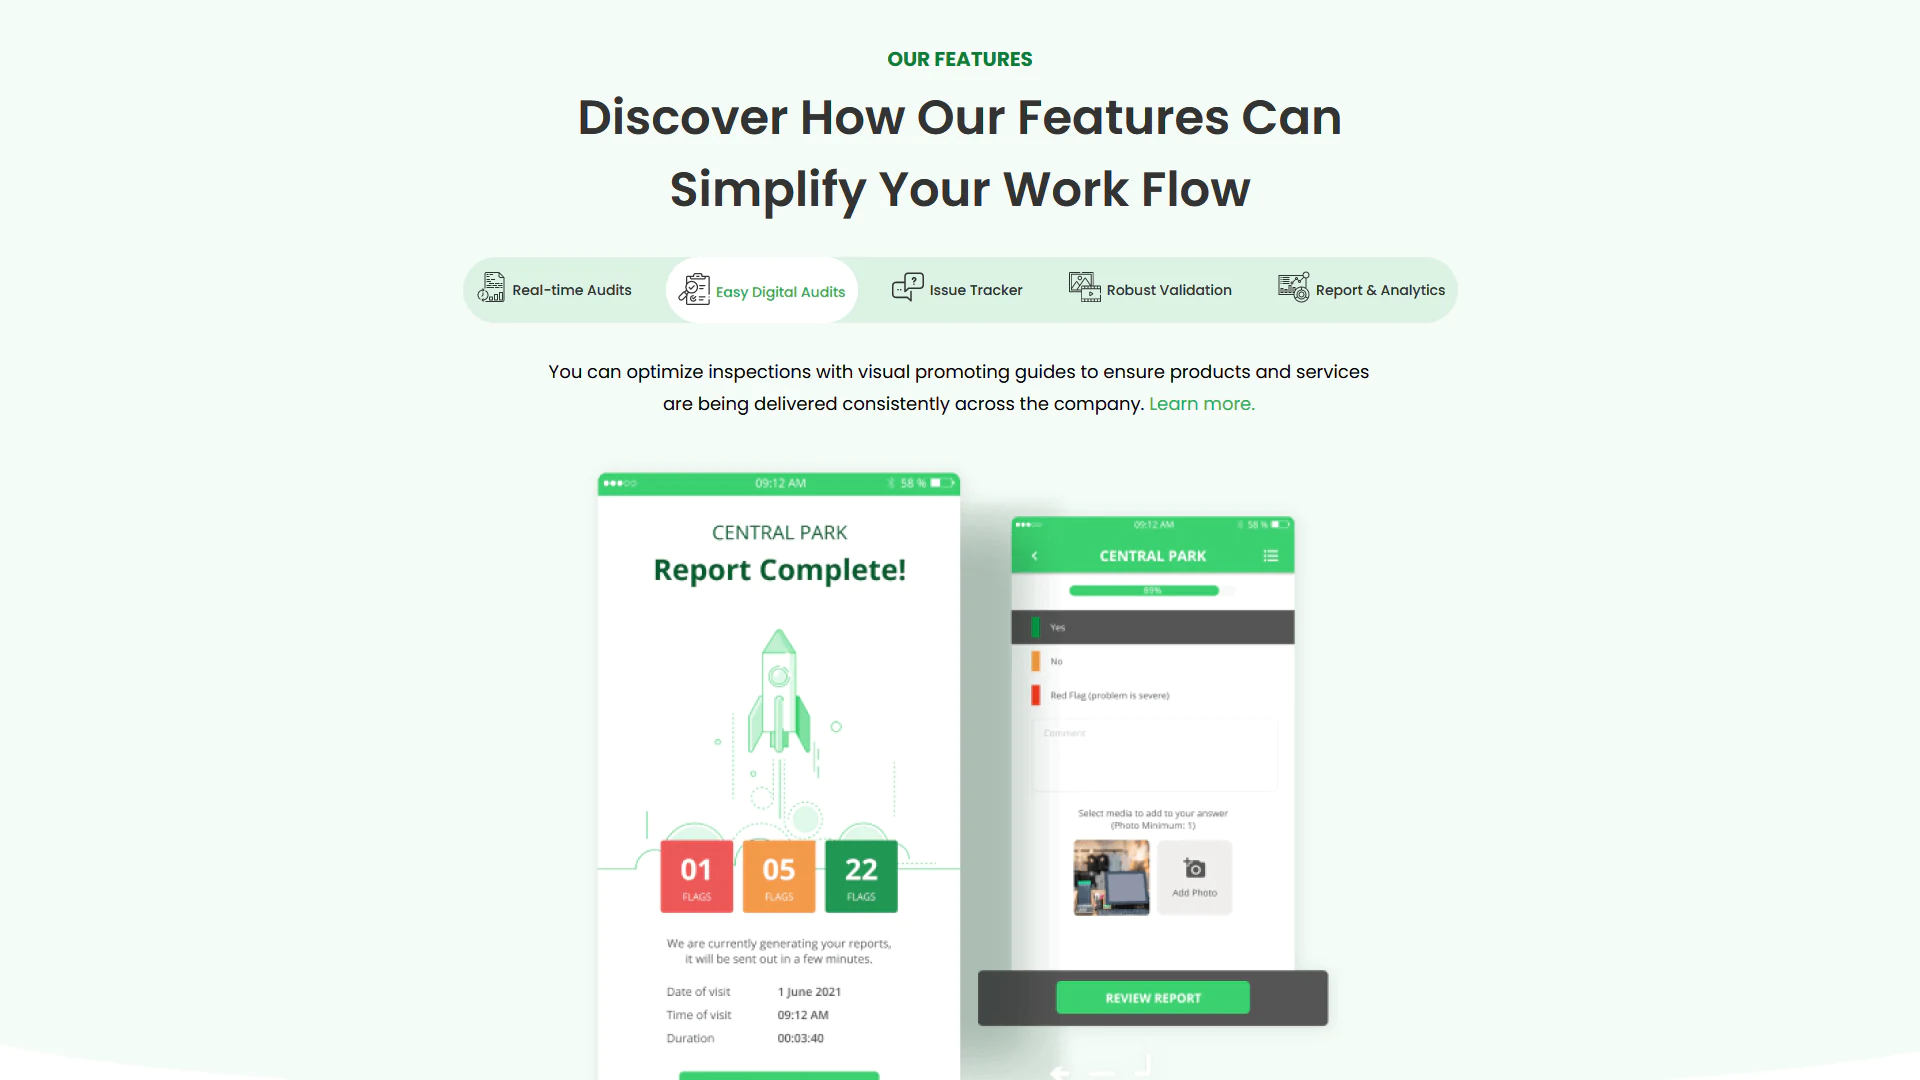 OUR FEATURES
Discover How Our Features Can
Simplify Your Work Flow
Real-time Audits
Easy Digital Audits
Issue Tracker
Robust Validation
Report & Analytics
You can optimize inspections with visual promoting guides to ensure products and services
are being delivered consistently across the company. Learn more.
09:12 AM
58 %
CENTRAL PARK
Report Complete!
01
FLAGS
05
FLAGS
22
FLAGS
We are currently generating your reports,
it will be sent out in a few minutes.
Date of visit 1 June 2021
Time of visit 09:12 AM
Duration 00:03:40
09:12 AM
58 %
CENTRAL PARK
89%
Yes
No
Red Flag (problem is severe)
Comment
Select media to add to your answer
(Photo Minimum: 1)
Add Photo
REVIEW REPORT